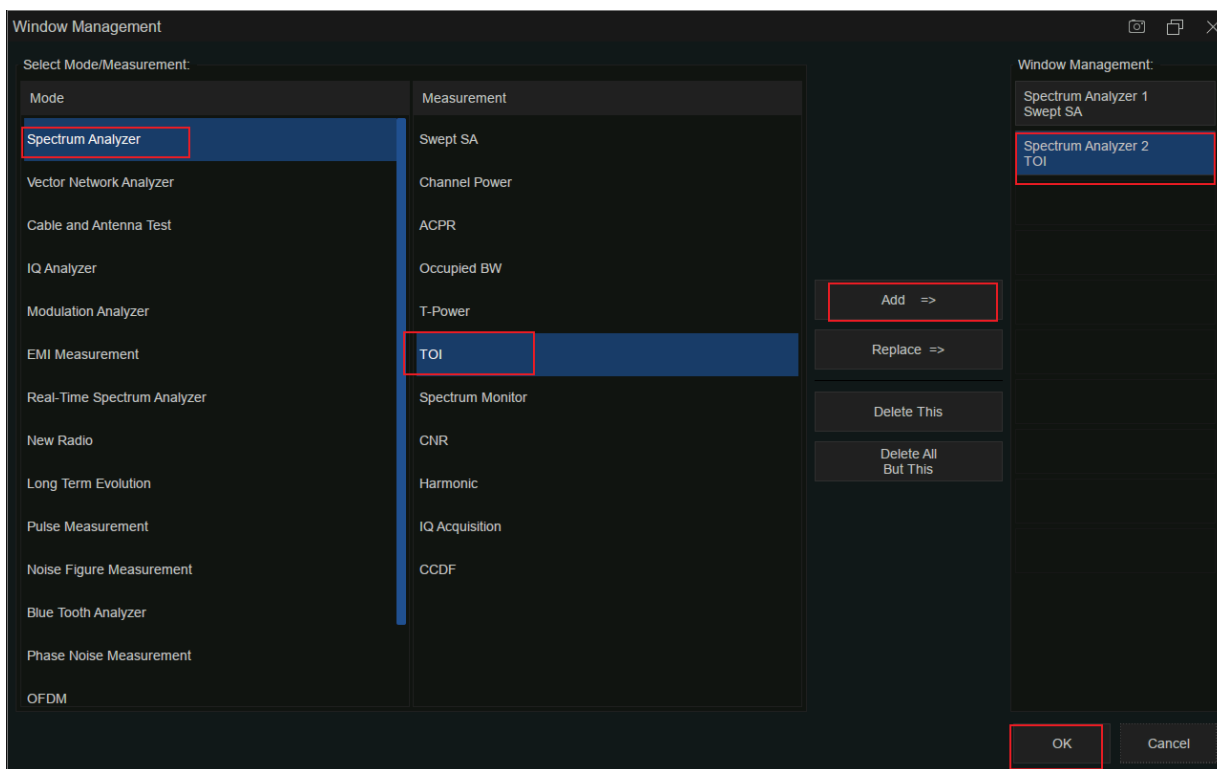 Window Management
Select Mode/Measurement:
Mode
Spectrum Analyzer
Vector Network Analyzer
Cable and Antenna Test
IQ Analyzer
Modulation Analyzer
EMI Measurement
Real-Time Spectrum Analyzer
New Radio
Long Term Evolution
Pulse Measurement
Noise Figure Measurement
Blue Tooth Analyzer
Phase Noise Measurement
OFDM
Measurement
Swept SA
Channel Power
ACPR
Occupied BW
T-Power
TOI
Spectrum Monitor
CNR
Harmonic
IQ Acquisition
CCDF
Add =>
Replace =>
Delete This
Delete All
But This
Window Management:
Spectrum Analyzer 1
Swept SA
Spectrum Analyzer 2
TOI
OK
Cancel